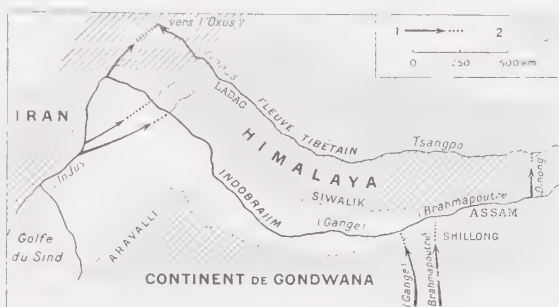 vers l'Oxus?
1 2
0 250 500 km
IRAN
Indus
LADAG
FLEUVE TIBÉTAIN
Tsangpo
HIMALAYA
SIWALIK
Indus
INDOBRAHM
(Gange)
Brahmapoutre
ASSAM
SHILLONG
Golfe
du Sind
ARAVALLI
CONTINENT DE GONDWANA
(Gange)
Brahmapoutre